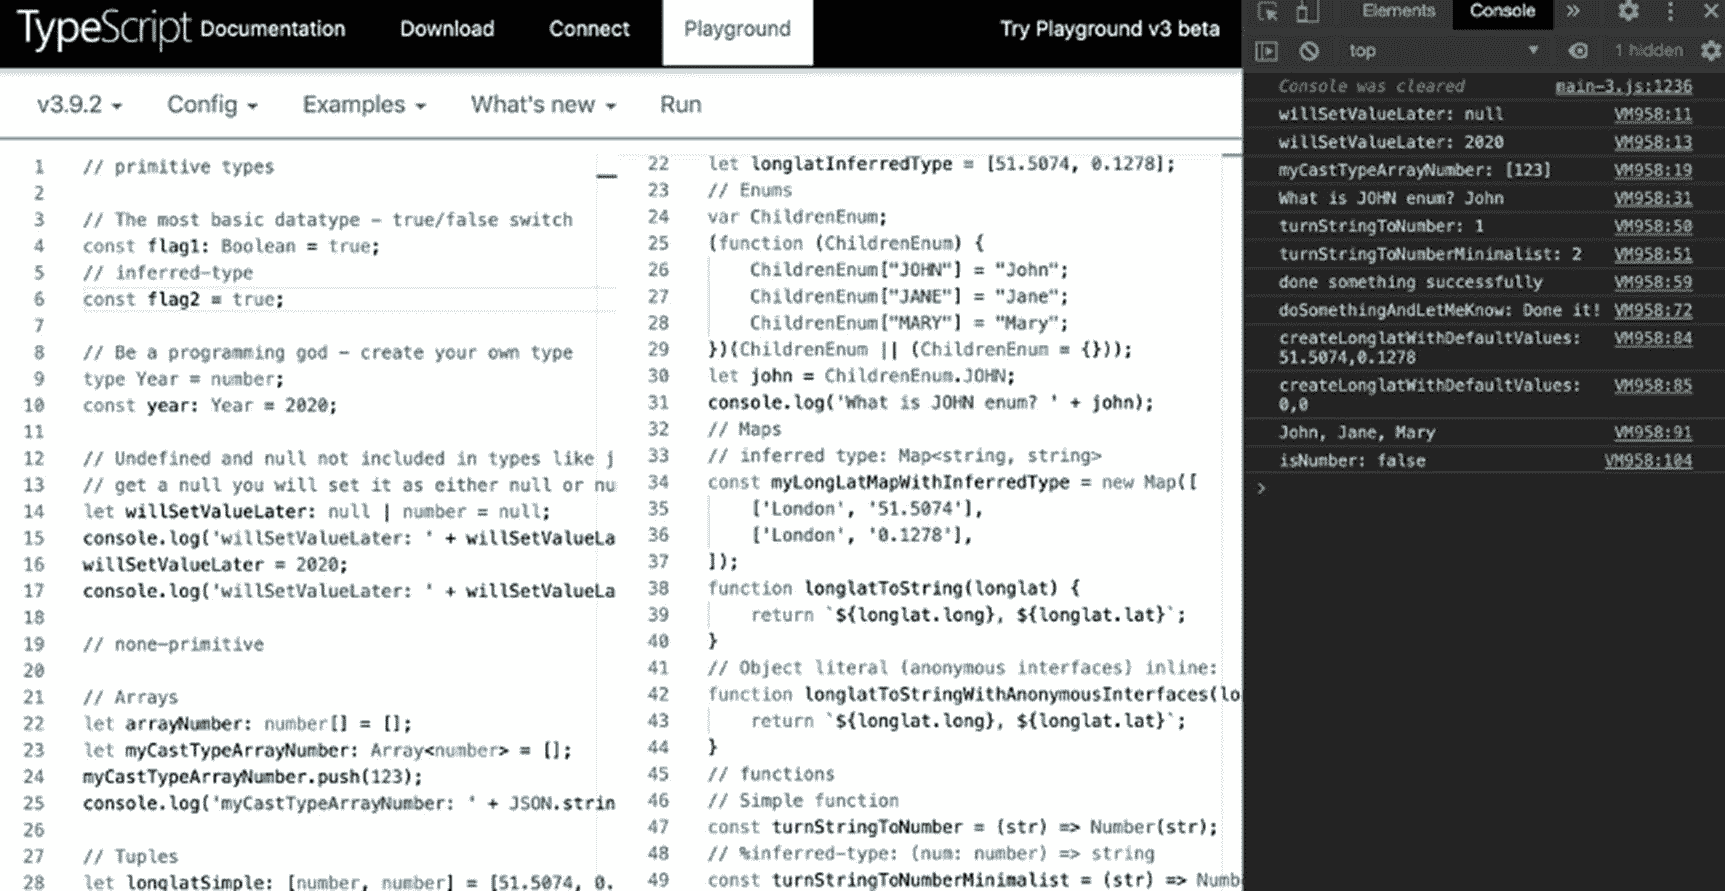 TypeScript Documentation Download Connect Playground Try Playground v3 beta
v3.9.2 Config Examples What's new Run
1 // primitive types
2
3 // The most basic datatype – true/false switch
4 const flag1: Boolean = true;
5 // inferred-type
6 const flag2 = true;
7
8 // Be a programming god – create your own type
9 type Year = number;
10 const year: Year = 2020;
11
12 // Undefined and null not included in types like j
13 // get a null you will set it as either null or nu
14 let willSetValueLater: null | number = null;
15 console.log('willSetValueLater: ' + willSetValueLa
16 willSetValueLater = 2020;
17 console.log('willSetValueLater: ' + willSetValueLa
18
19 // none-primitive
20
21 // Arrays
22 let arrayNumber: number[] = [];
23 let myCastTypeArrayNumber: Array<number> = [];
24 myCastTypeArrayNumber.push(123);
25 console.log('myCastTypeArrayNumber: ' + JSON.strin
26
27 // Tuples
28 let longlatSimple: [number, number] = [51.5074, 0.
22 let longlatInferredType = [51.5074, 0.1278];
23 // Enums
24 var ChildrenEnum;
25 (function (ChildrenEnum) {
26 ChildrenEnum["JOHN"] = "John";
27 ChildrenEnum["JANE"] = "Jane";
28 ChildrenEnum["MARY"] = "Mary";
29 })(ChildrenEnum || (ChildrenEnum = {}));
30 let john = ChildrenEnum.JOHN;
31 console.log('What is JOHN enum? ' + john);
32 // Maps
33 // inferred type: Map<string, string>
34 const myLongLatMapWithInferredType = new Map([
35 ['London', '51.5074'],
36 ['London', '0.1278'],
37 ]);
38 function longlatToString(longlat) {
39 return `${longlat.long}, ${longlat.lat}`;
40 }
41 // Object literal (anonymous interfaces) inline:
42 function longlatToStringWithAnonymousInterfaces(lo
43 return `${longlat.long}, ${longlat.lat}`;
44 }
45 // functions
46 // Simple function
47 const turnStringToNumber = (str) => Number(str);
48 // %inferred-type: (num: number) => string
49 const turnStringToNumberMinimalist = (str) => Numb
Elements Console
top 1 hidden
Console was cleared main-3.js:1236
willSetValueLater: null VM958:11
willSetValueLater: 2020 VM958:13
myCastTypeArrayNumber: [123] VM958:19
What is JOHN enum? John VM958:31
turnStringToNumber: 1 VM958:50
turnStringToNumberMinimalist: 2 VM958:51
done something successfully VM958:59
doSomethingAndLetMeKnow: Done it! VM958:72
createLonglatWithDefaultValues: VM958:84
51.5074,0.1278
createLonglatWithDefaultValues: VM958:85
0,0
John, Jane, Mary VM958:91
isNumber: false VM958:104